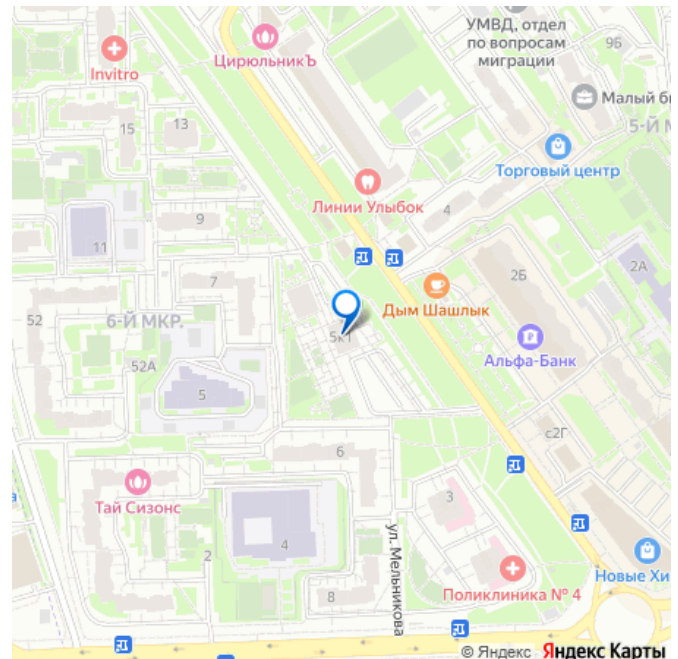 УМВД, отдел
по вопросам
миграции
9Б
ЦирюльникЪ
Invitro
Малый б
15
13
5-Й М
Торговый центр
Линии Улыбок
4
9
11
2А
2Б
7
Дым Шашлык
52
6-Й МКР.
5к1
Альфа-Банк
52А
5
с2Г
6
Тай Сизонс
3
ул. Мельникова
2
4
Новые Хи
8
Поликлиника № 4
© Яндекс Яндекс Карты